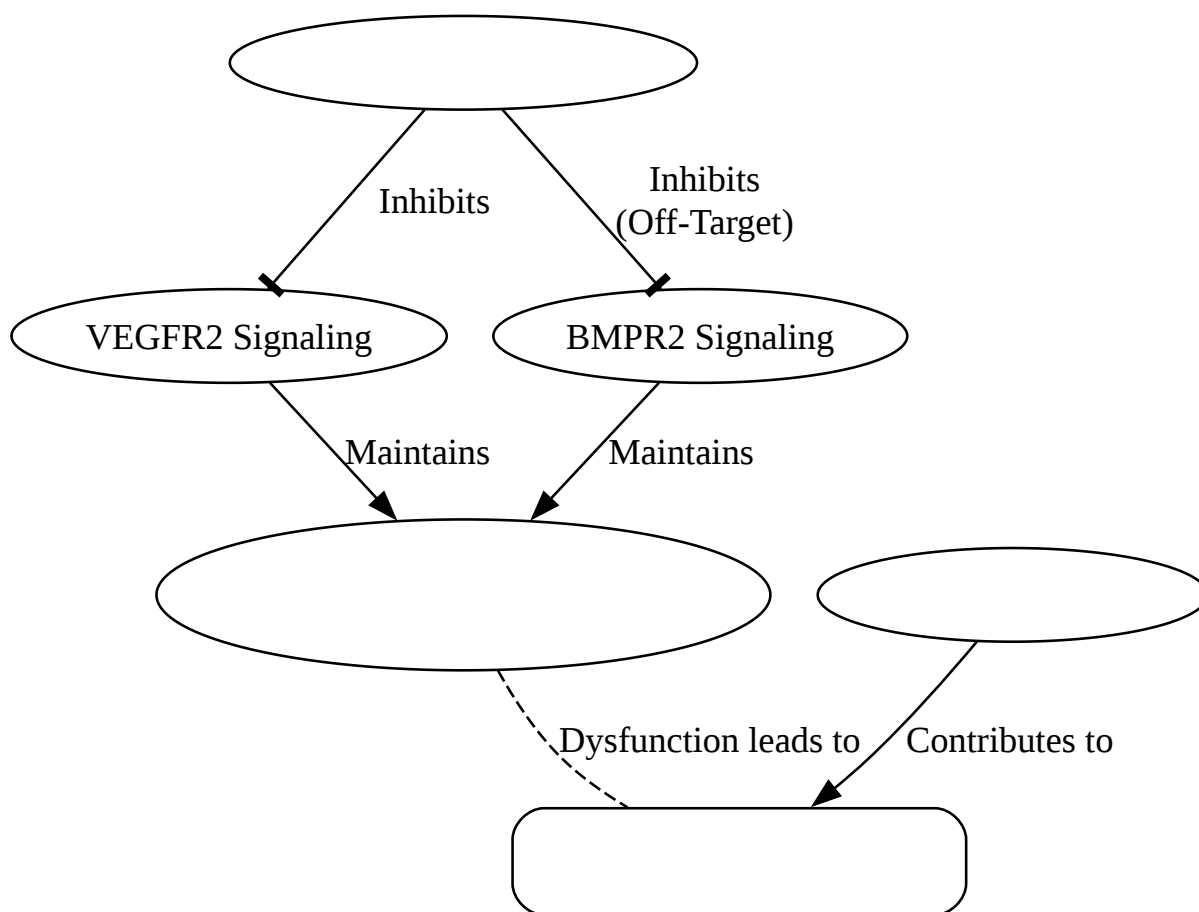 Inhibits
Inhibits
(Off-Target)
VEGFR2 Signaling
BMPR2 Signaling
Maintains
Maintains
Dysfunction leads to
Contributes to